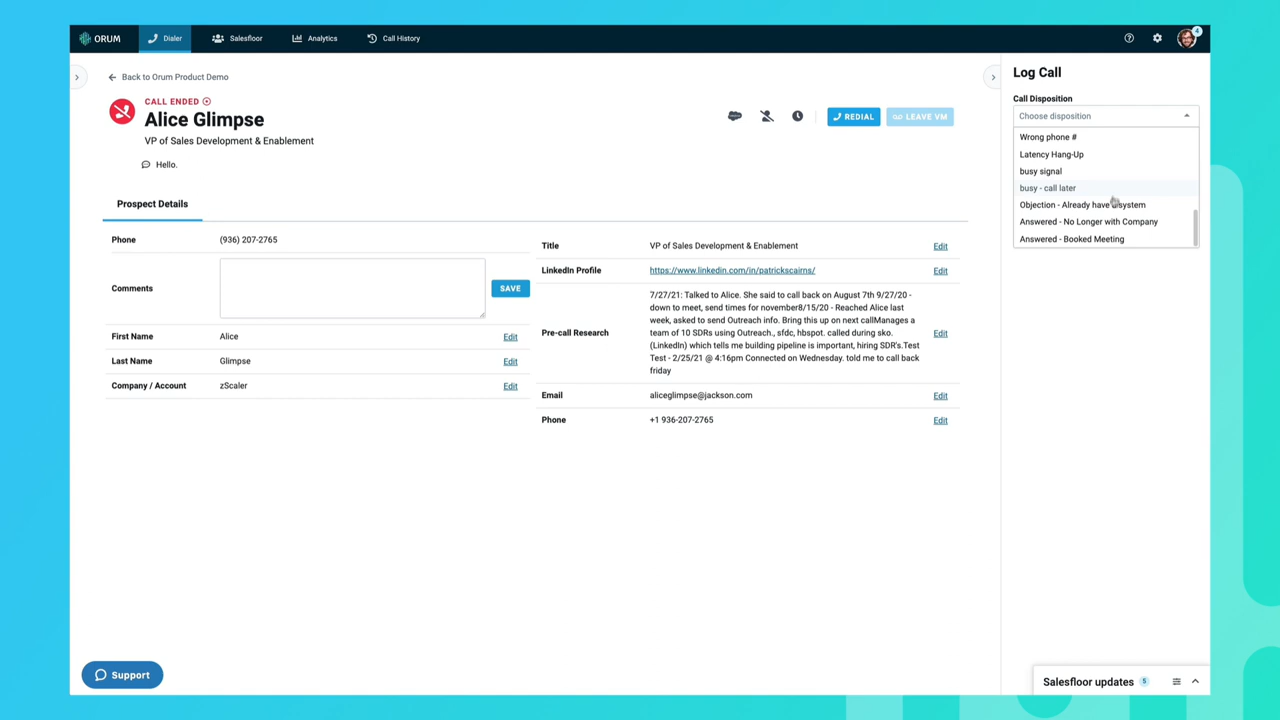 ORUM
Dialer
Salesfloor
Analytics
Call History
4
Back to Orum Product Demo
CALL ENDED
Alice Glimpse
VP of Sales Development & Enablement
Hello.
REDIAL
LEAVE VM
Prospect Details
Phone
(936) 207-2765
Comments
SAVE
First Name
Alice
Edit
Last Name
Glimpse
Edit
Company / Account
zScaler
Edit
Title
VP of Sales Development & Enablement
Edit
LinkedIn Profile
https://www.linkedin.com/in/patrickscairns/
Edit
Pre-call Research
7/27/21: Talked to Alice. She said to call back on August 7th 9/27/20 -
down to meet, send times for november8/15/20 - Reached Alice last
week, asked to send Outreach info. Bring this up on next callManages a
team of 10 SDRs using Outreach., sfdc, hbspot. called during sko.
(LinkedIn) which tells me building pipeline is important, hiring SDR's.Test
Test - 2/25/21 @ 4:16pm Connected on Wednesday. told me to call back
friday
Edit
Email
aliceglimpse@jackson.com
Edit
Phone
+1 936-207-2765
Edit
Log Call
Call Disposition
Choose disposition
Wrong phone #
Latency Hang-Up
busy signal
busy - call later
Objection - Already have a system
Answered - No Longer with Company
Answered - Booked Meeting
Support
Salesfloor updates
5